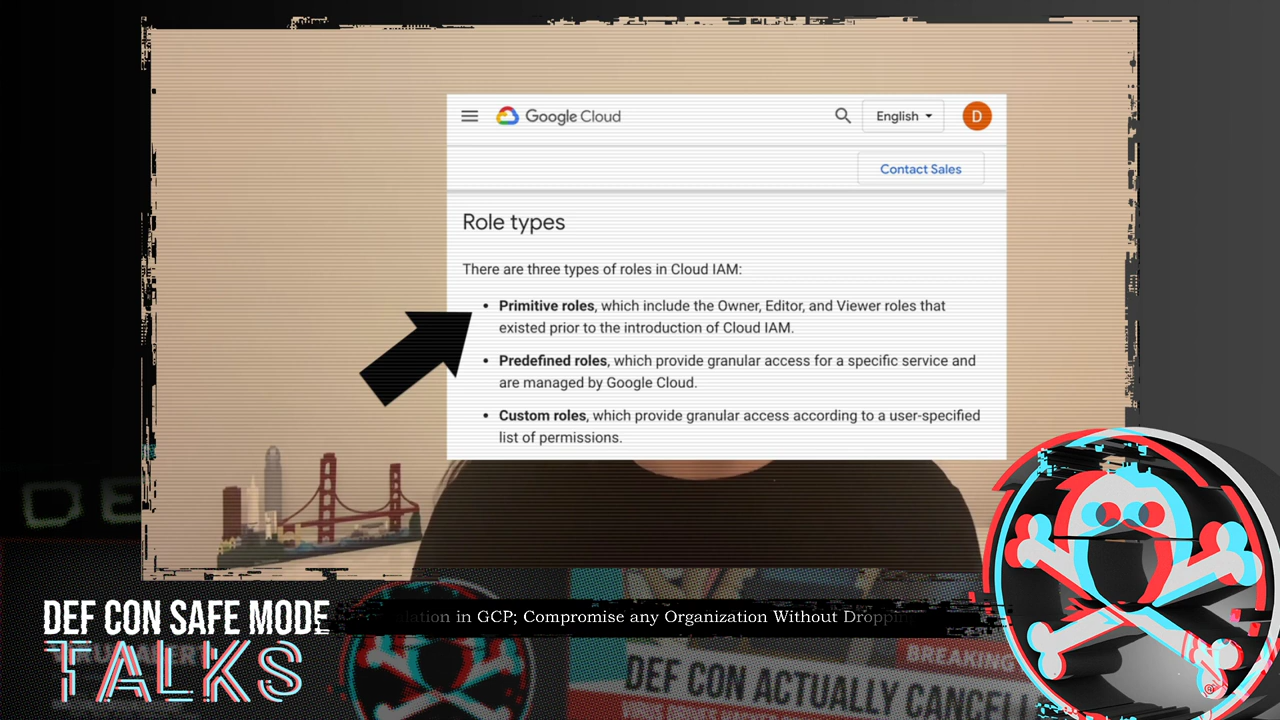 Google Cloud
English
D
Contact Sales
Role types
There are three types of roles in Cloud IAM:
• Primitive roles, which include the Owner, Editor, and Viewer roles that
existed prior to the introduction of Cloud IAM.
• Predefined roles, which provide granular access for a specific service and
are managed by Google Cloud.
• Custom roles, which provide granular access according to a user-specified
list of permissions.
DE
DEF CON SAFE MODE
TALKS
in GCP; Compromise any Organization Without
BREAKING
DEF CON ACTUALLY